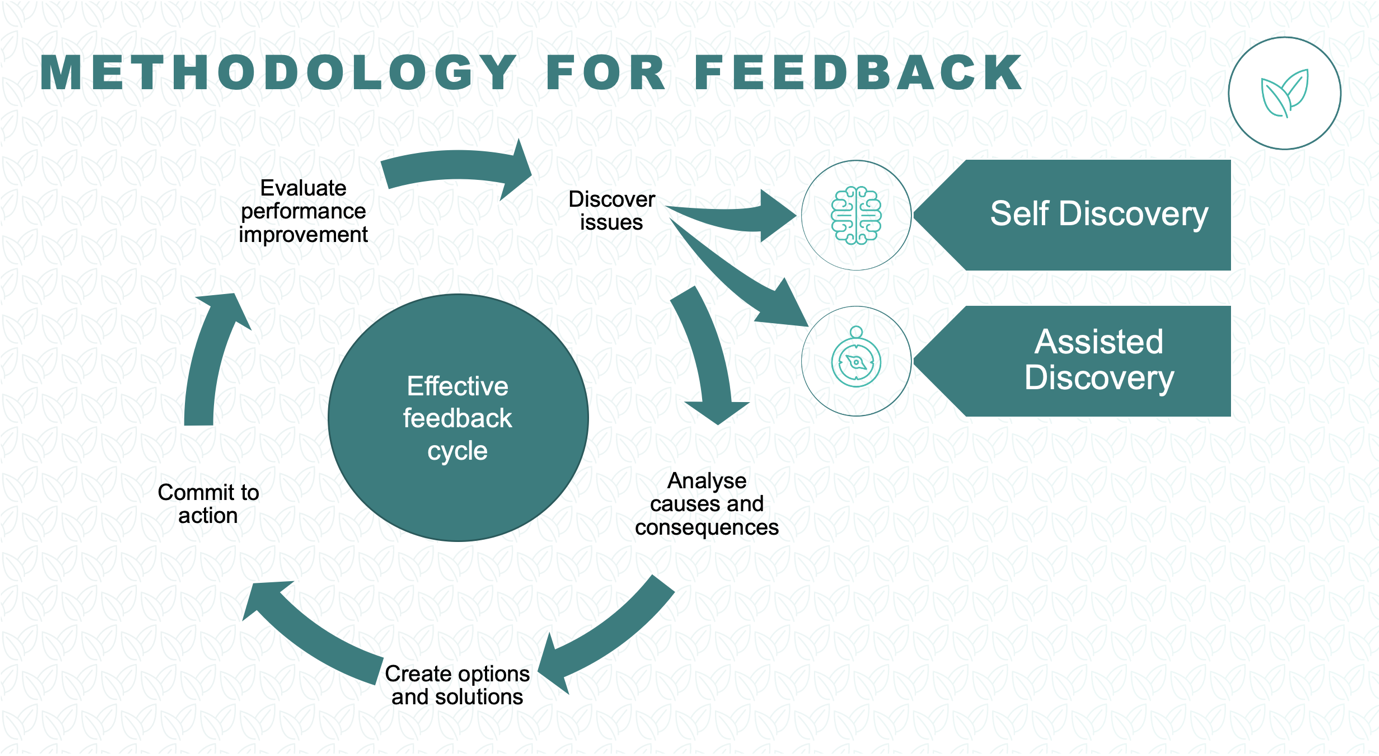 METHODOLOGY FOR FEEDBACK
Evaluate
performance
improvement
Discover
issues
Self Discovery
Assisted
Discovery
Effective
feedback
cycle
Analyse
causes and
consequences
Commit to
action
Create options
and solutions